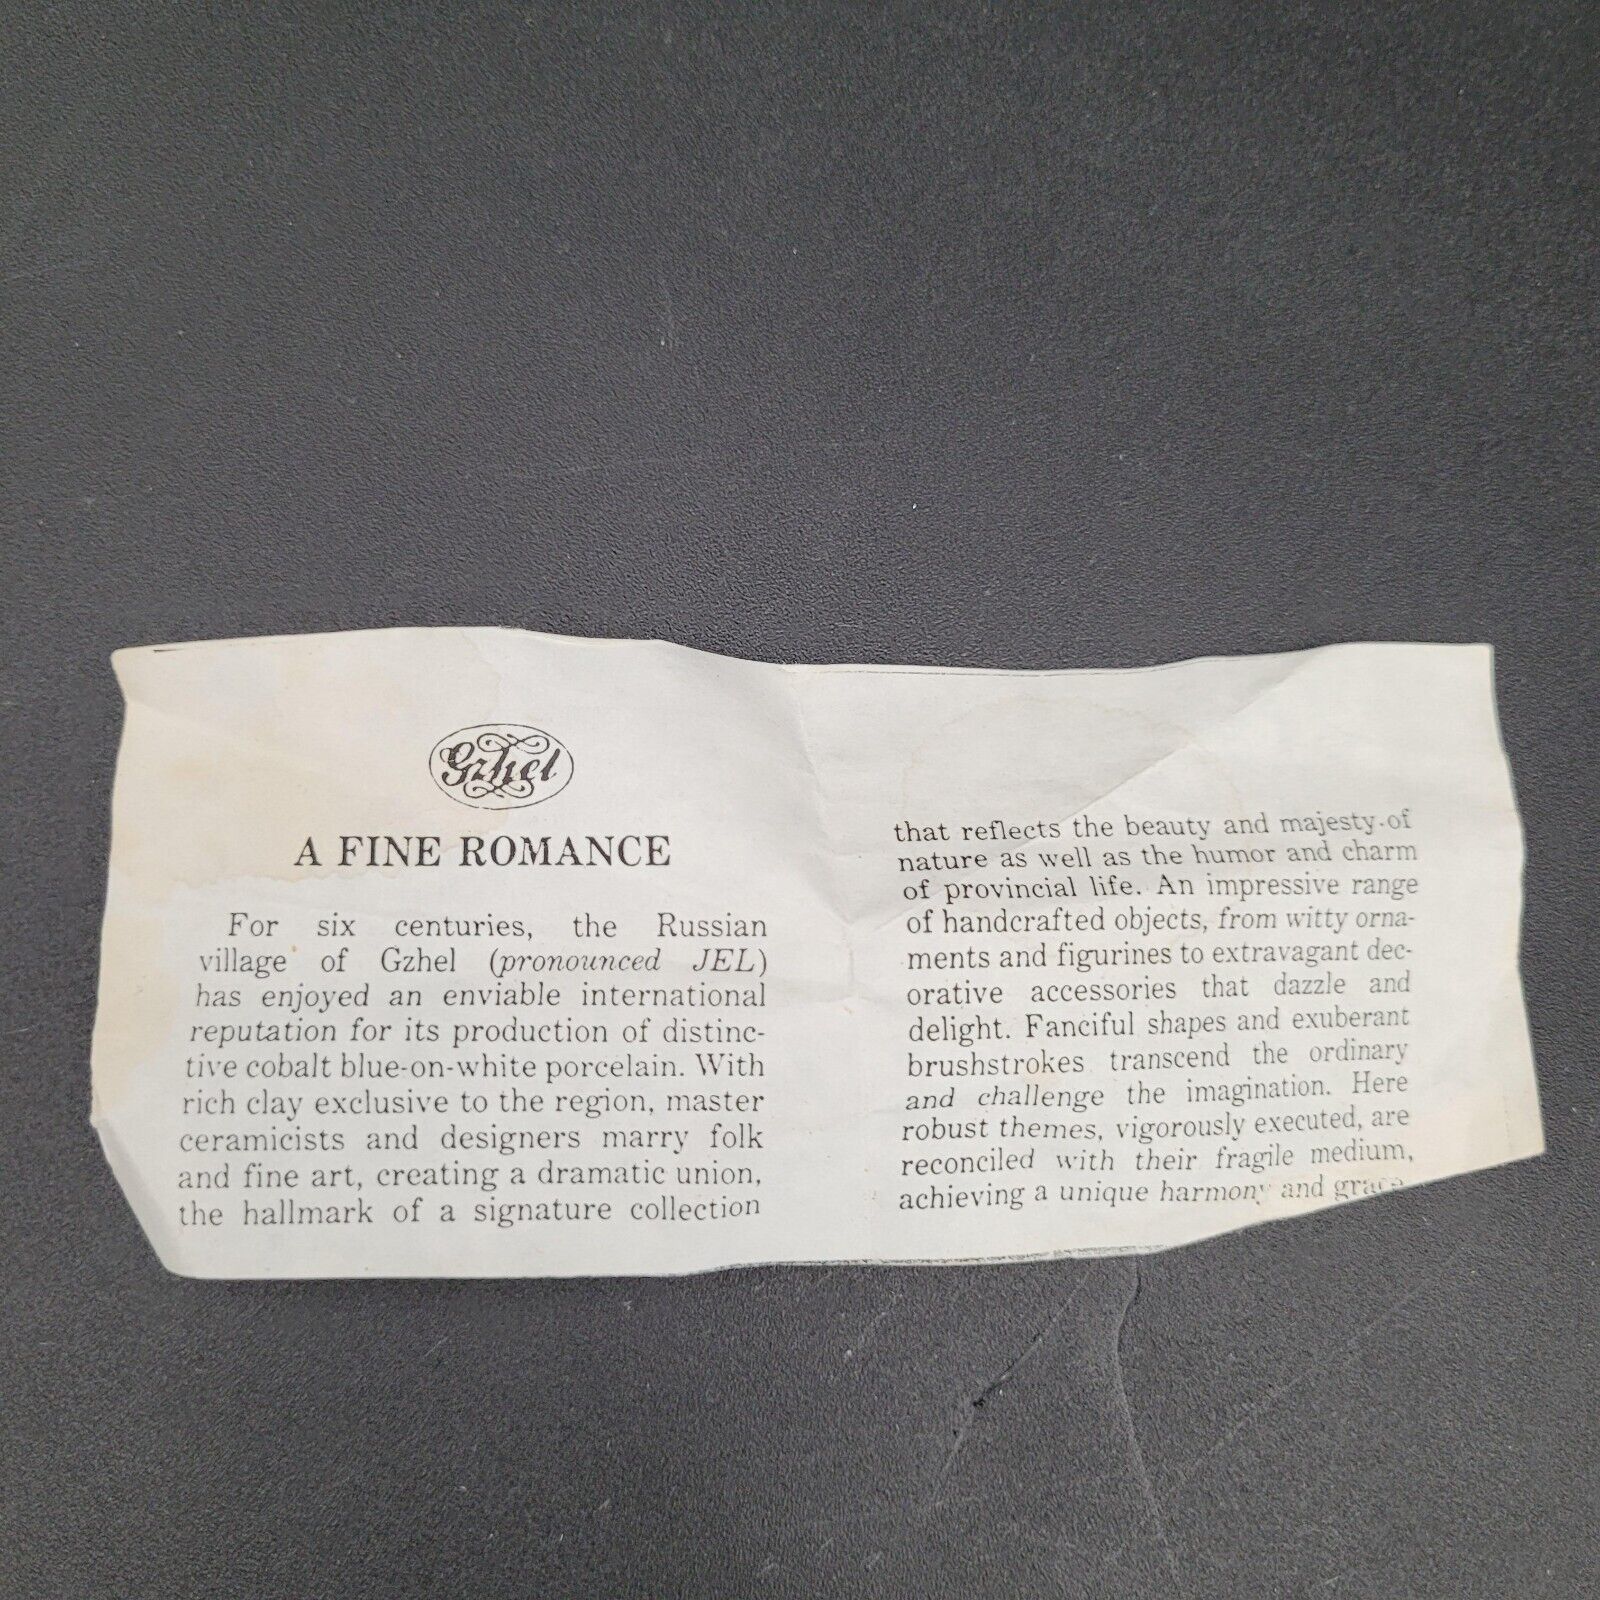 Gzhel
A FINE ROMANCE
For six centuries, the Russian
village of Gzhel (pronounced JEL)
has enjoyed an enviable international
reputation for its production of distinc-
tive cobalt blue-on-white porcelain. With
rich clay exclusive to the region, master
ceramicists and designers marry folk
and fine art, creating a dramatic union,
the hallmark of a signature collection
that reflects the beauty and majesty of
nature as well as the humor and charm
of provincial life. An impressive range
of handcrafted objects, from witty orna-
ments and figurines to extravagant dec-
orative accessories that dazzle and
delight. Fanciful shapes and exuberant
brushstrokes transcend the ordinary
and challenge the imagination. Here
robust themes, vigorously executed, are
reconciled with their fragile medium,
achieving a unique harmony and grace